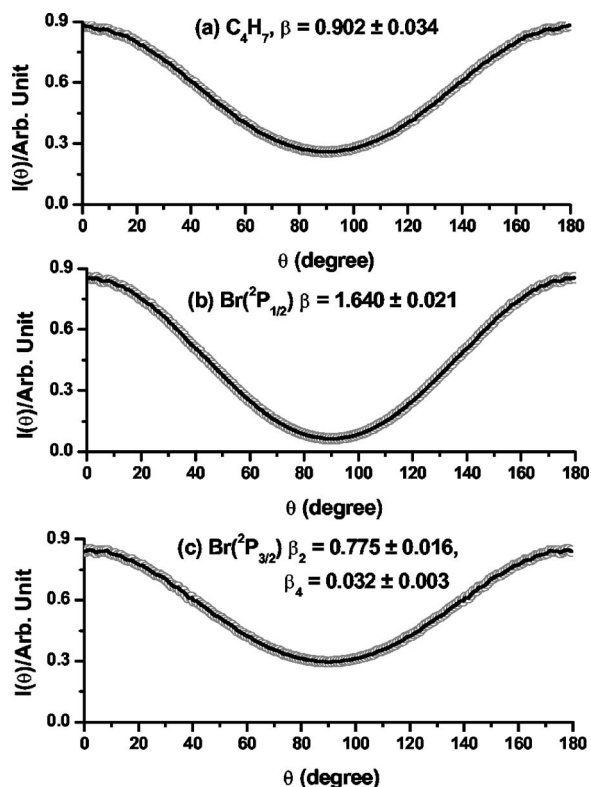 (a) C₄H₇, β = 0.902 ± 0.034
I(θ)/Arb. Unit
0.9
0.6
0.3
0.0
0 20 40 60 80 100 120 140 160 180
θ (degree)
(b) Br(²P₁/₂) β = 1.640 ± 0.021
I(θ)/Arb. Unit
0.9
0.6
0.3
0.0
0 20 40 60 80 100 120 140 160 180
θ (degree)
(c) Br(²P₃/₂) β₂ = 0.775 ± 0.016,
β₄ = 0.032 ± 0.003
I(θ)/Arb. Unit
0.9
0.6
0.3
0.0
0 20 40 60 80 100 120 140 160 180
θ (degree)